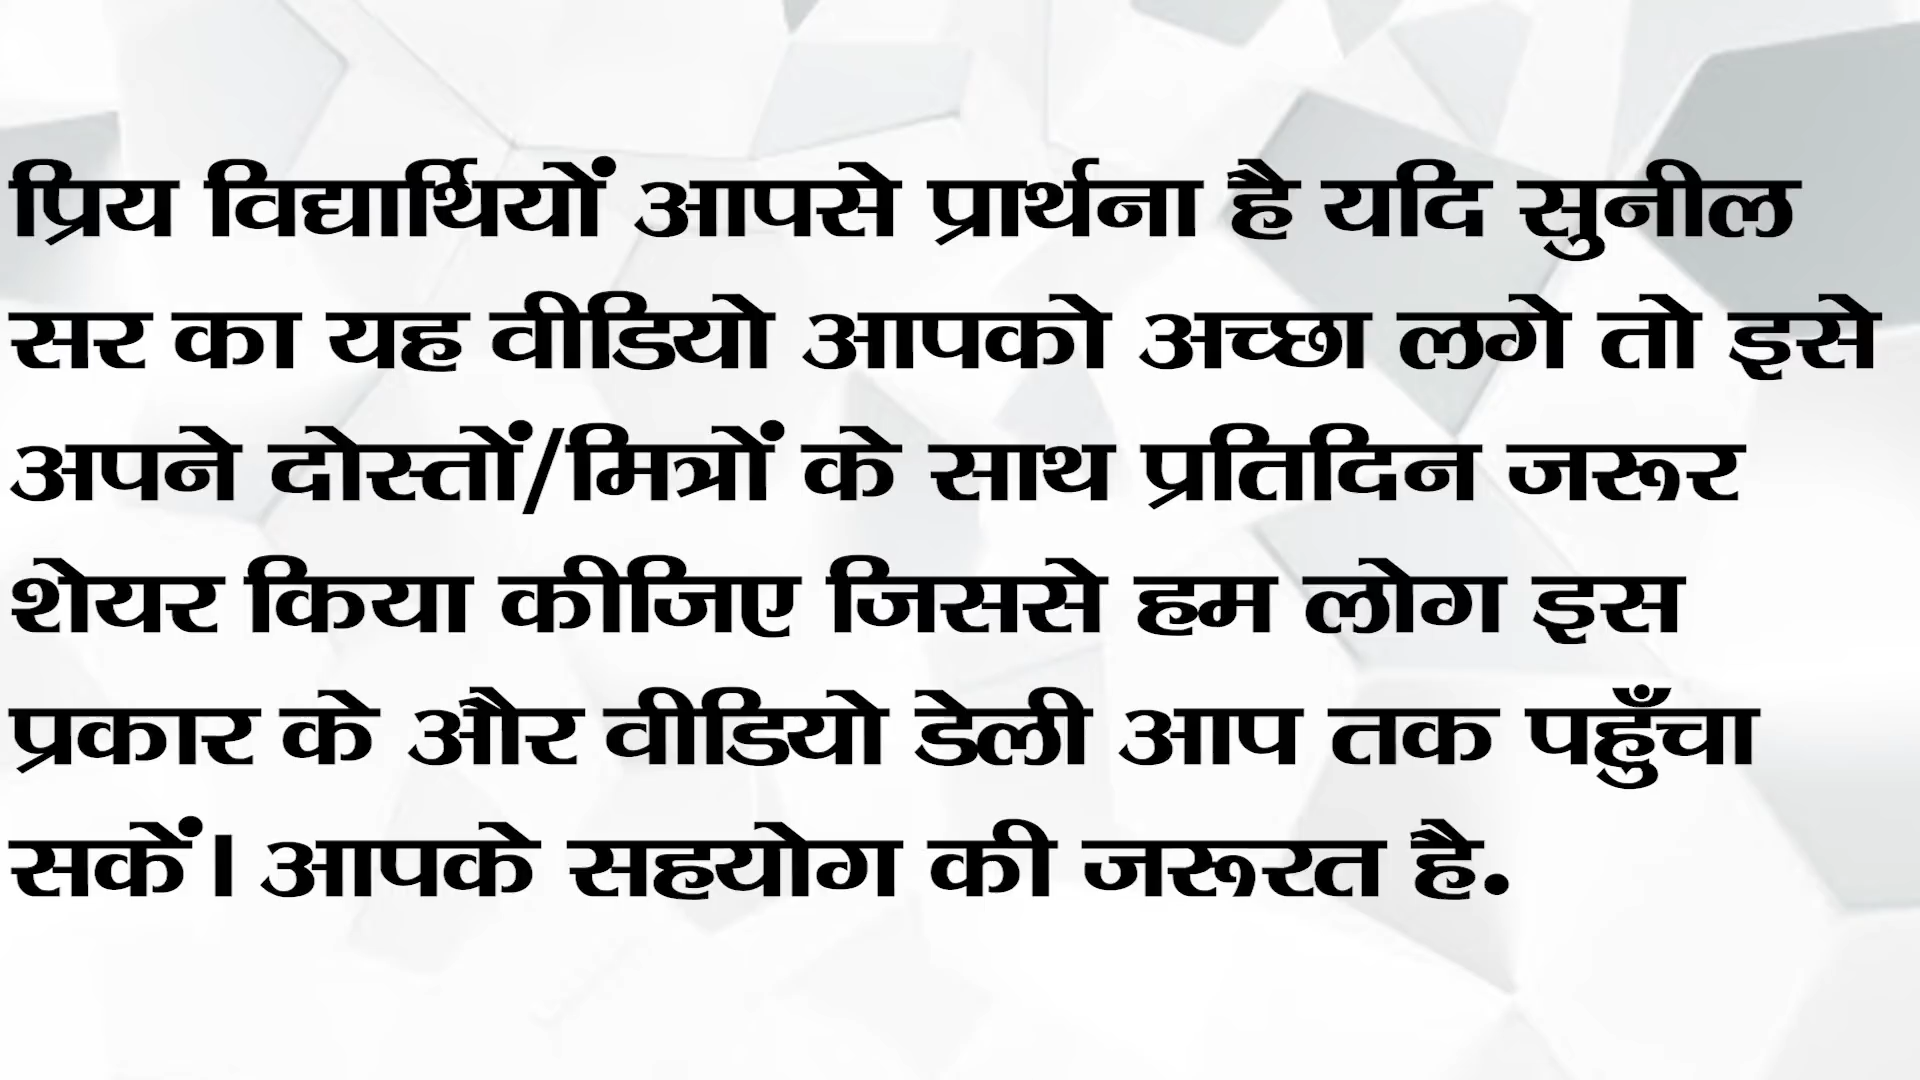 प्रिय विद्यार्थियों आपसे प्रार्थना है यदि सुनील
सर का यह वीडियो आपको अच्छा लगे तो इसे
अपने दोस्तों/मित्रों के साथ प्रतिदिन जरूर
शेयर किया कीजिए जिससे हम लोग इस
प्रकार के और वीडियो डेली आप तक पहुँचा
सकें। आपके सहयोग की जरूरत है.